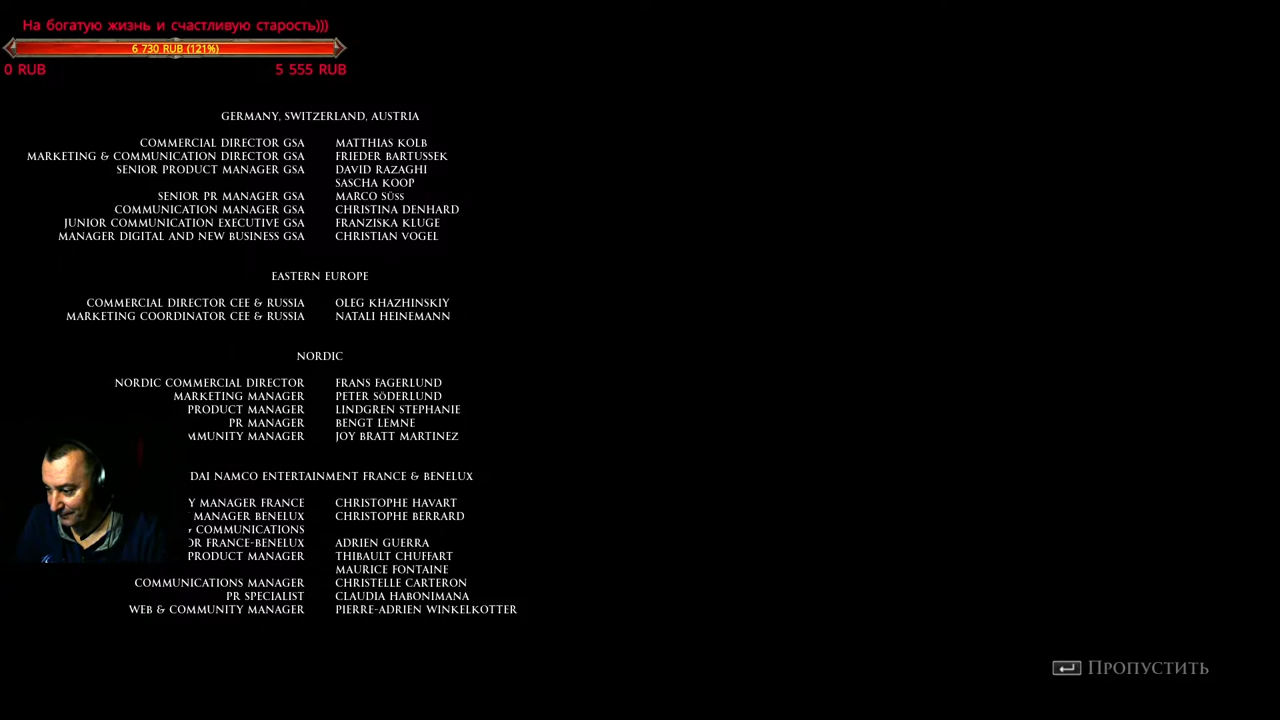 На богатую жизнь и счастливую старость)))
6 730 RUB (121%)
0 RUB 5 555 RUB
GERMANY, SWITZERLAND, AUSTRIA
COMMERCIAL DIRECTOR GSA MATTHIAS KOLB
MARKETING & COMMUNICATION DIRECTOR GSA FRIEDER BARTUSSEK
SENIOR PRODUCT MANAGER GSA DAVID RAZAGHI
SASCHA KOOP
SENIOR PR MANAGER GSA MARCO SÜSS
COMMUNICATION MANAGER GSA CHRISTINA DENHARD
JUNIOR COMMUNICATION EXECUTIVE GSA FRANZISKA KLUGE
MANAGER DIGITAL AND NEW BUSINESS GSA CHRISTIAN VOGEL
EASTERN EUROPE
COMMERCIAL DIRECTOR CEE & RUSSIA OLEG KHAZHINSKIY
MARKETING COORDINATOR CEE & RUSSIA NATALI HEINEMANN
NORDIC
NORDIC COMMERCIAL DIRECTOR FRANS FAGERLUND
MARKETING MANAGER PETER SÖDERLUND
PRODUCT MANAGER LINDGREN STEPHANIE
PR MANAGER BENGT LEMNE
MMUNITY MANAGER JOY BRATT MARTINEZ
DAI NAMCO ENTERTAINMENT FRANCE & BENELUX
Y MANAGER FRANCE CHRISTOPHE HAVART
MANAGER BENELUX CHRISTOPHE BERRARD
& COMMUNICATIONS
OR FRANCE-BENELUX ADRIEN GUERRA
PRODUCT MANAGER THIBAULT CHUFFART
MAURICE FONTAINE
COMMUNICATIONS MANAGER CHRISTELLE CARTERON
PR SPECIALIST CLAUDIA HABONIMANA
WEB & COMMUNITY MANAGER PIERRE-ADRIEN WINKELKOTTER
ПРОПУСТИТЬ